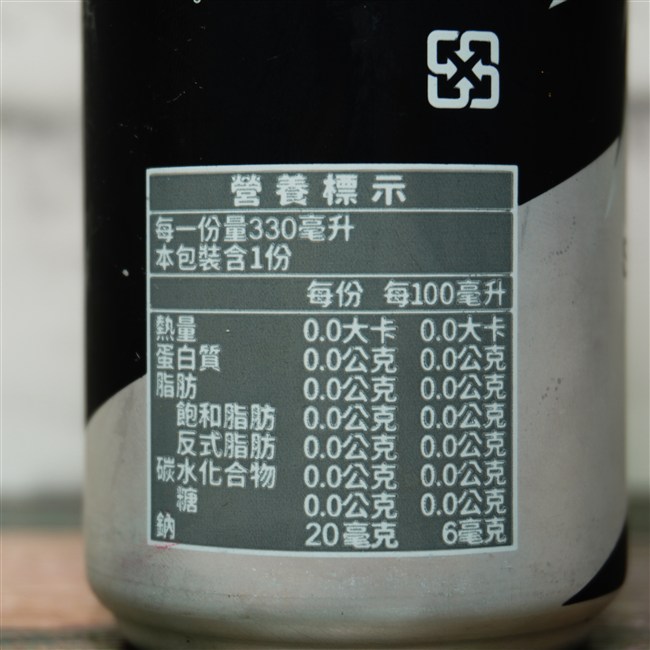 營養標示
每一份量330毫升
本包裝含1份
每份 每100毫升
熱量 0.0大卡 0.0大卡
蛋白質 0.0公克 0.0公克
脂肪 0.0公克 0.0公克
飽和脂肪 0.0公克 0.0公克
反式脂肪 0.0公克 0.0公克
碳水化合物 0.0公克 0.0公克
糖 0.0公克 0.0公克
鈉 20毫克 6毫克